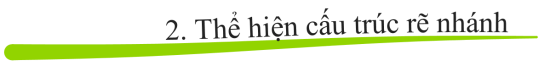 2. Thể hiện cấu trúc rẽ nhánh